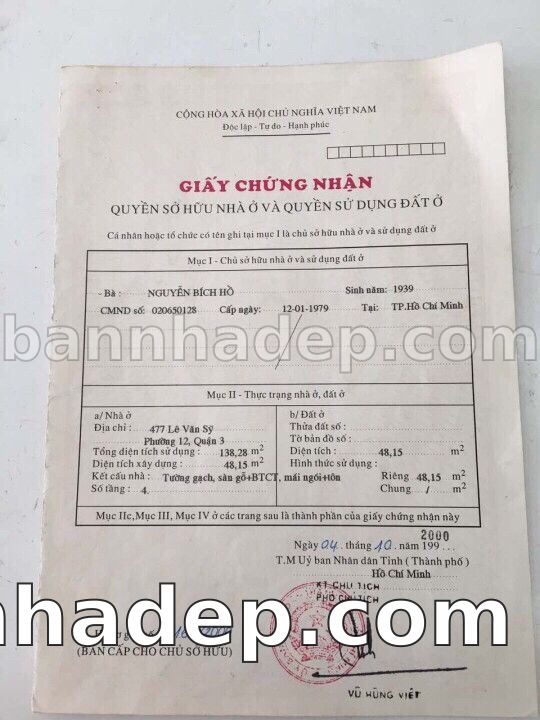 CỘNG HÒA XÃ HỘI CHỦ NGHĨA VIỆT NAM
Độc lập - Tự do - Hạnh phúc
GIẤY CHỨNG NHẬN
QUYỀN SỞ HỮU NHÀ Ở VÀ QUYỀN SỬ DỤNG ĐẤT Ở
Cá nhân hoặc tổ chức có tên ghi tại mục I là chủ sở hữu nhà ở và sử dụng đất ở
Mục I - Chủ sở hữu nhà ở và sử dụng đất ở
- Bà : NGUYỄN BÍCH HỒ Sinh năm: 1939
CMND số: 020650128 Cấp ngày: 12-01-1979 Tại: TP.Hồ Chí Minh
bannhadep.com
Mục II - Thực trạng nhà ở, đất ở
a/ Nhà ở
Địa chỉ : 477 Lê Văn Sỹ
Phường 12, Quận 3
Tổng diện tích sử dụng : 138,28 m2
Diện tích xây dựng : 48,15 m2
Kết cấu nhà : Tường gạch, sàn gỗ+BTCT, mái ngói+tôn
Số tầng : 4.
b/ Đất ở
Thửa đất số :
Tờ bản đồ số :
Diện tích : 48,15 m2
Hình thức sử dụng :
Riêng 48,15 m2
Chung / m2
Mục IIc, Mục III, Mục IV ở các trang sau là thành phần của giấy chứng nhận này
2000
Ngày 04 tháng 10 năm 199...
T.M Uỷ ban Nhân dân Tỉnh ( Thành phố )
Hồ Chí Minh
KT. CHỦ TỊCH
PHÓ CHỦ TỊCH
nhadep.com
(BẢN CẤP CHO CHỦ SỞ HỮU)
VŨ HÙNG VIỆT